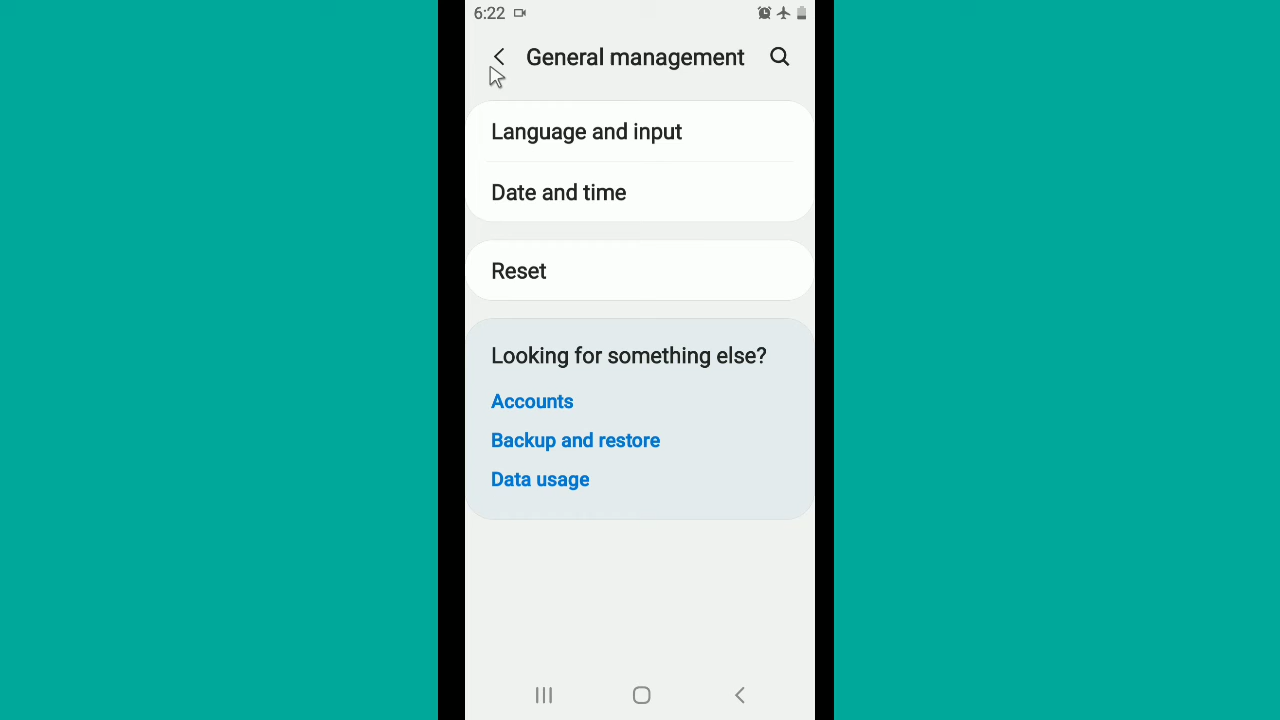 6:22
General management
Language and input
Date and time
Reset
Looking for something else?
Accounts
Backup and restore
Data usage